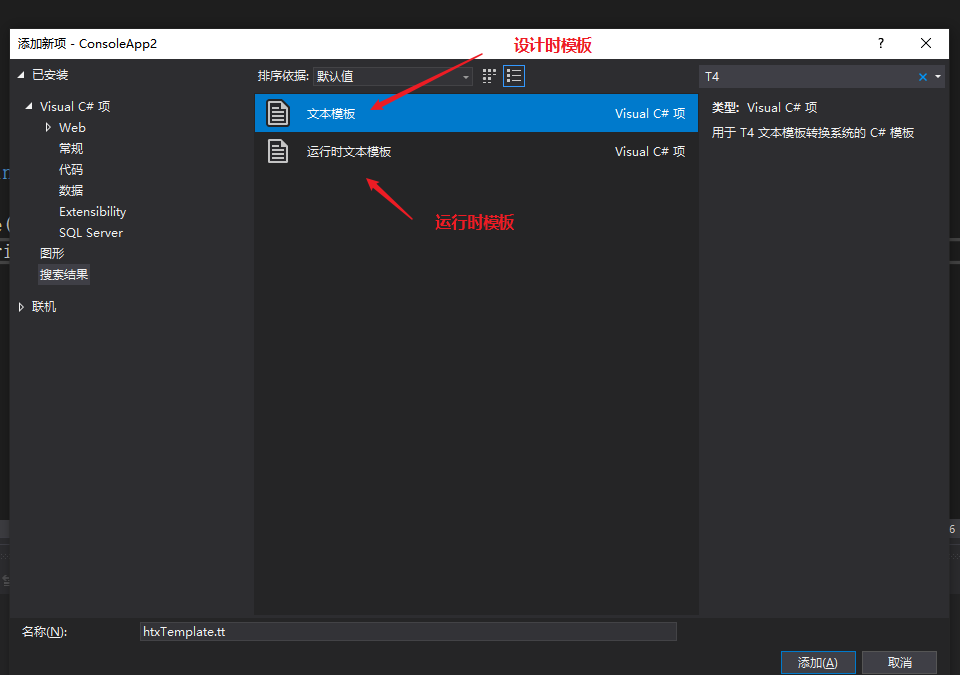 添加新项 - ConsoleApp2
?
设计时模板
已安装
排序依据: 默认值
T4
Visual C# 项
Web
常规
代码
数据
Extensibility
SQL Server
图形
搜索结果
联机
文本模板 Visual C# 项
运行时文本模板 Visual C# 项
运行时模板
类型: Visual C# 项
用于 T4 文本模板转换系统的 C# 模板
名称(N): htxTemplate.tt
添加(A) 取消